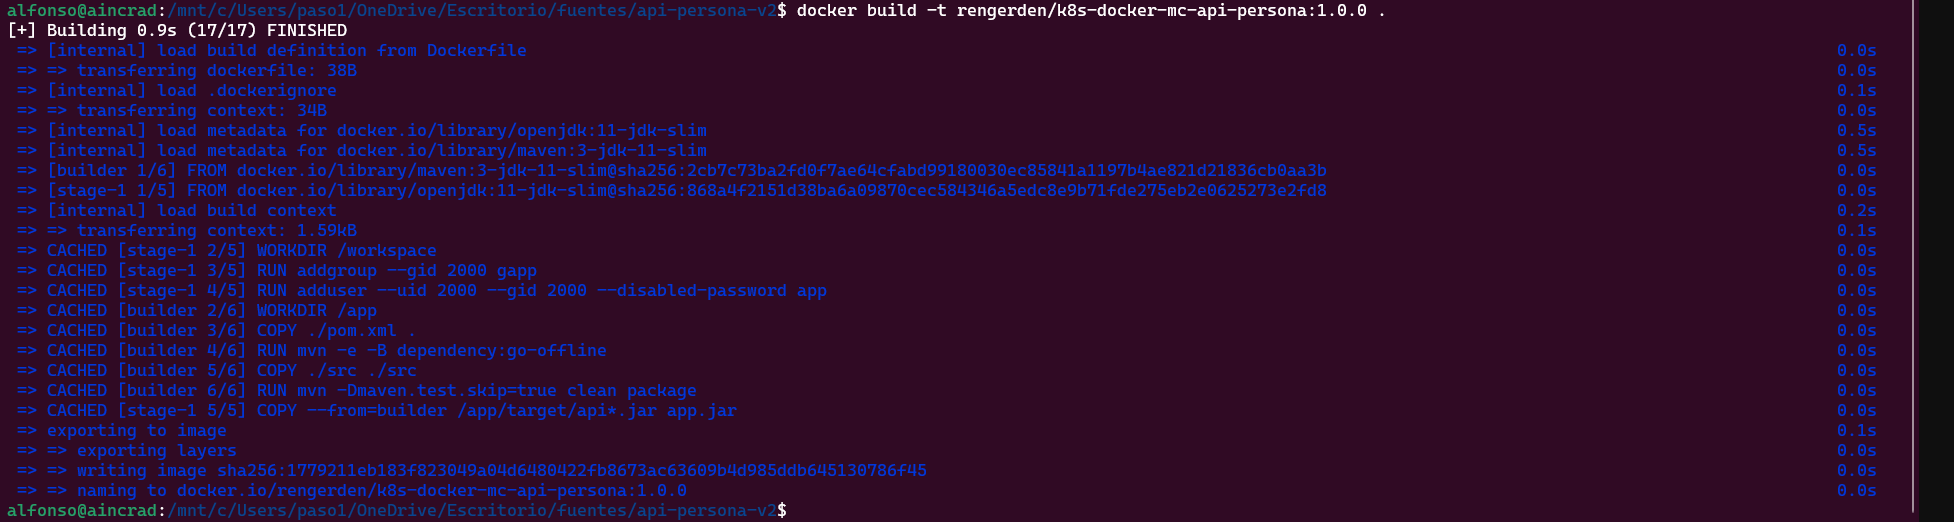 alfonso@aincrad:/mnt/c/Users/paso1/OneDrive/Escritorio/fuentes/api-persona-v2$ docker build -t rengerden/k8s-docker-mc-api-persona:1.0.0 .
[+] Building 0.9s (17/17) FINISHED
=> [internal] load build definition from Dockerfile 0.0s
=> => transferring dockerfile: 38B 0.0s
=> [internal] load .dockerignore 0.1s
=> => transferring context: 34B 0.0s
=> [internal] load metadata for docker.io/library/openjdk:11-jdk-slim 0.5s
=> [internal] load metadata for docker.io/library/maven:3-jdk-11-slim 0.5s
=> [builder 1/6] FROM docker.io/library/maven:3-jdk-11-slim@sha256:2cb7c73ba2fd0f7ae64cfabd99180030ec85841a1197b4ae821d21836cb0aa3b 0.0s
=> [stage-1 1/5] FROM docker.io/library/openjdk:11-jdk-slim@sha256:868a4f2151d38ba6a09870cec584346a5edc8e9b71fde275eb2e0625273e2fd8 0.0s
=> [internal] load build context 0.2s
=> => transferring context: 1.59kB 0.1s
=> CACHED [stage-1 2/5] WORKDIR /workspace 0.0s
=> CACHED [stage-1 3/5] RUN addgroup --gid 2000 gapp 0.0s
=> CACHED [stage-1 4/5] RUN adduser --uid 2000 --gid 2000 --disabled-password app 0.0s
=> CACHED [builder 2/6] WORKDIR /app 0.0s
=> CACHED [builder 3/6] COPY ./pom.xml . 0.0s
=> CACHED [builder 4/6] RUN mvn -e -B dependency:go-offline 0.0s
=> CACHED [builder 5/6] COPY ./src ./src 0.0s
=> CACHED [builder 6/6] RUN mvn -Dmaven.test.skip=true clean package 0.0s
=> CACHED [stage-1 5/5] COPY --from=builder /app/target/api*.jar app.jar 0.0s
=> exporting to image 0.1s
=> => exporting layers 0.0s
=> => writing image sha256:1779211eb183f823049a04d6480422fb8673ac63609b4d985ddb645130786f45 0.0s
=> => naming to docker.io/rengerden/k8s-docker-mc-api-persona:1.0.0 0.0s
alfonso@aincrad:/mnt/c/Users/paso1/OneDrive/Escritorio/fuentes/api-persona-v2$